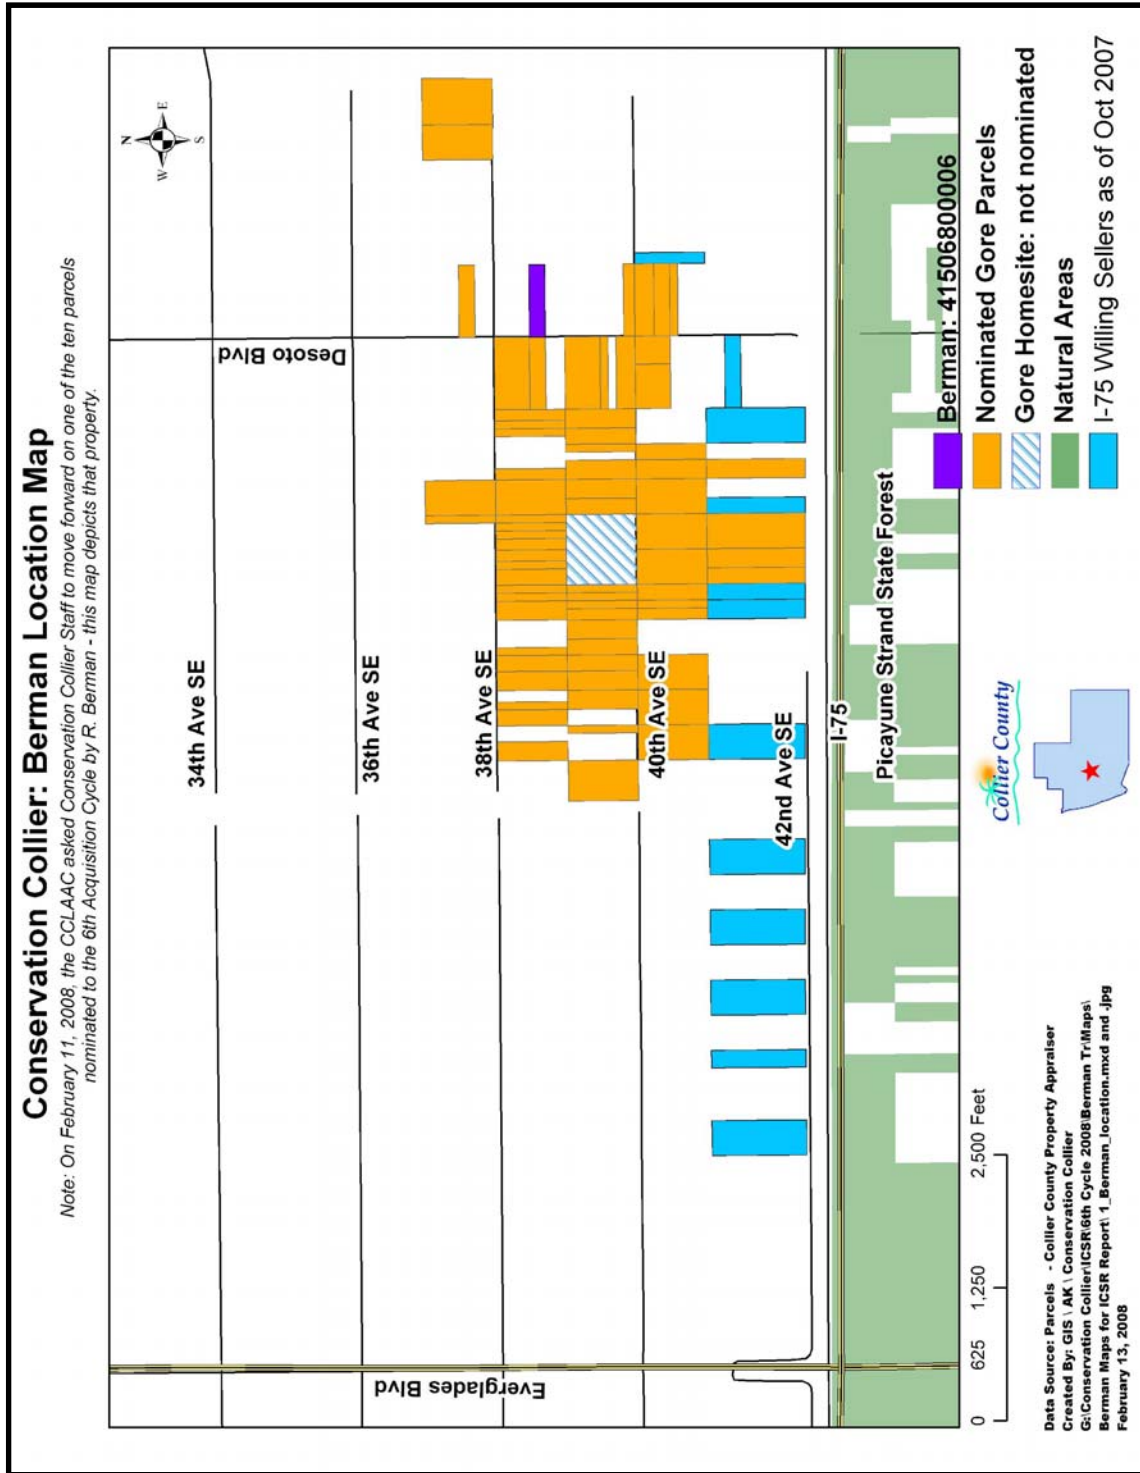 Conservation Collier: Berman Location Map
Note: On February 11, 2008, the CCLAAC asked Conservation Collier Staff to move forward on one of the ten parcels
nominated to the 6th Acquisition Cycle by R. Berman - this map depicts that property.
N
W
E
S
34th Ave SE
36th Ave SE
Desoto Blvd
38th Ave SE
40th Ave SE
42nd Ave SE
Everglades Blvd
I-75
Picayune Strand State Forest
Berman: 41506800006
Nominated Gore Parcels
Gore Homesite: not nominated
Natural Areas
I-75 Willing Sellers as of Oct 2007
0 625 1,250 2,500 Feet
Collier County
Data Source: Parcels - Collier County Property Appraiser
Created By: GIS \ AK \ Conservation Collier
G:\Conservation Collier\ICSR\6th Cycle 2008\Berman Tr\Maps\
Berman Maps for ICSR Report\ 1_Berman_location.mxd and .jpg
February 13, 2008